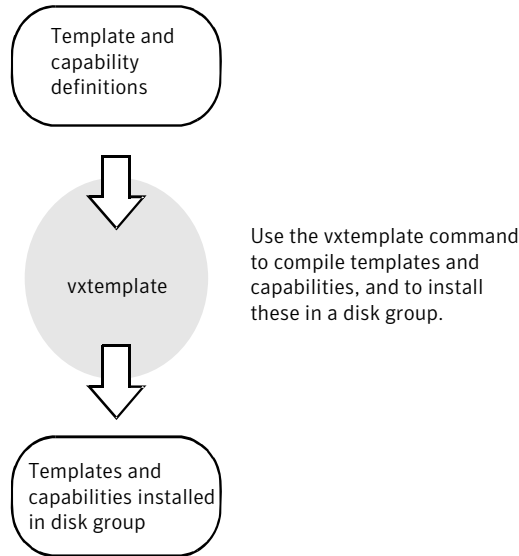 Template and
capability
definitions
vxtemplate
Use the vxtemplate command
to compile templates and
capabilities, and to install
these in a disk group.
Templates and
capabilities installed
in disk group